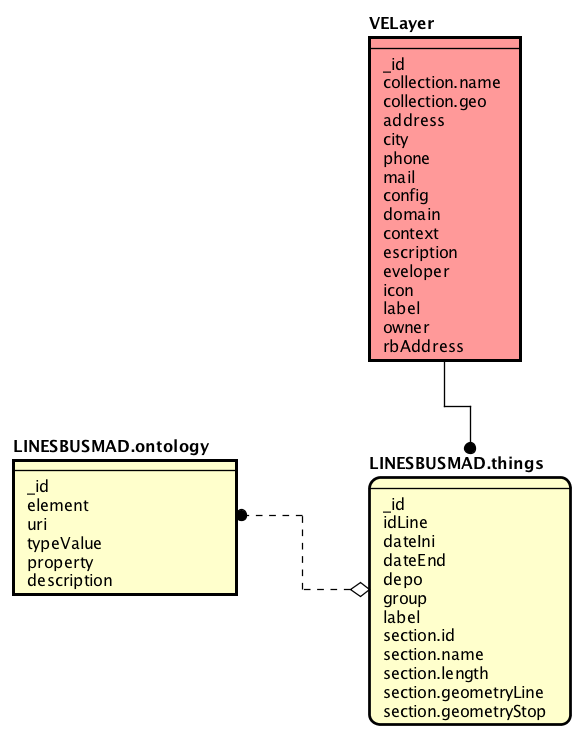 VELayer
_id
collection.name
collection.geo
address
city
phone
mail
config
domain
context
escription
eveloper
icon
label
owner
rbAddress
LINESBUSMAD.ontology
_id
element
uri
typeValue
property
description
LINESBUSMAD.things
_id
idLine
dateIni
dateEnd
depo
group
label
section.id
section.name
section.length
section.geometryLine
section.geometryStop